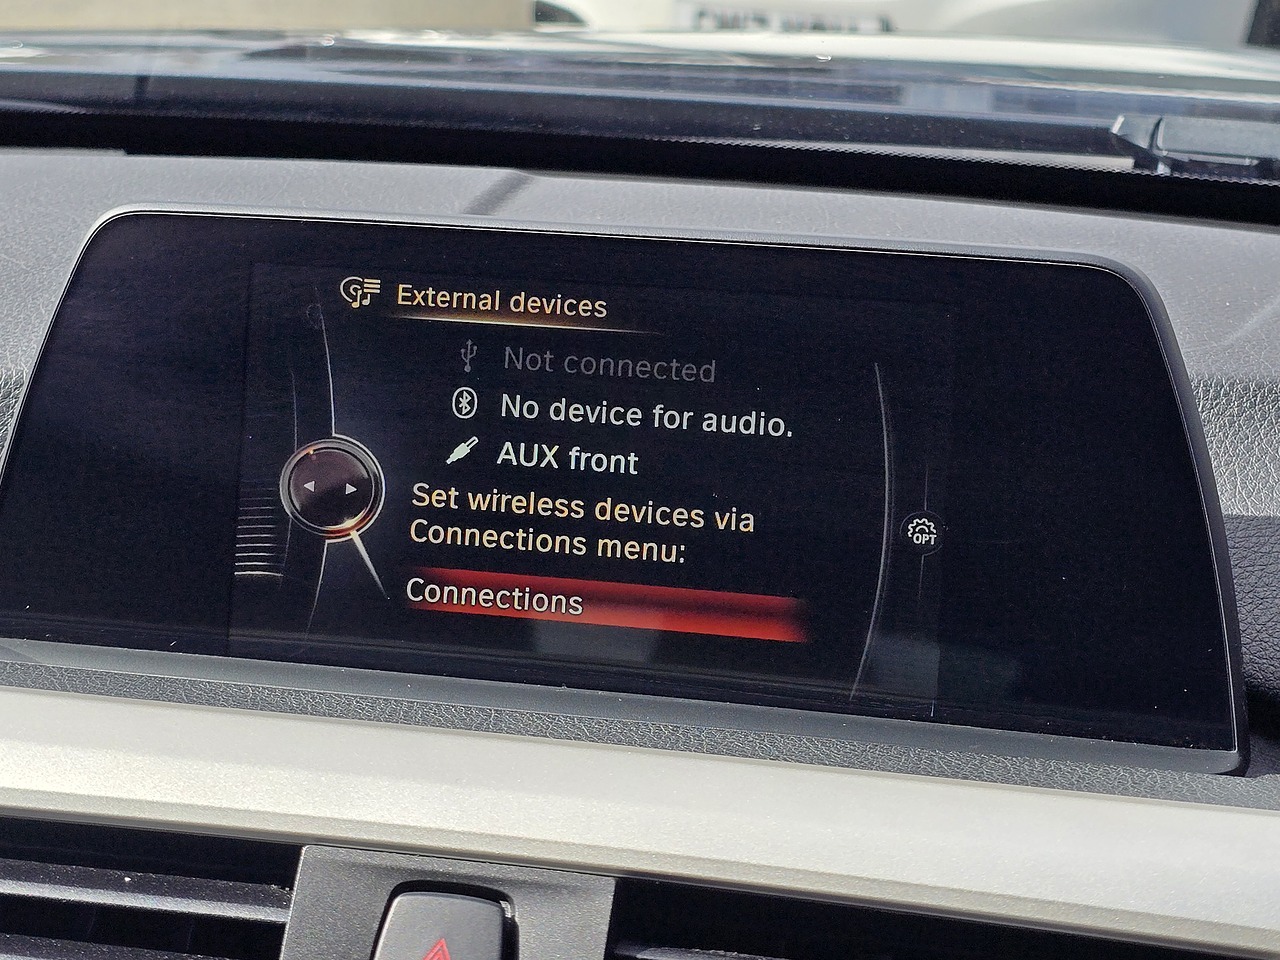 External devices
Not connected
No device for audio.
AUX front
Set wireless devices via
Connections menu:
Connections
OPT